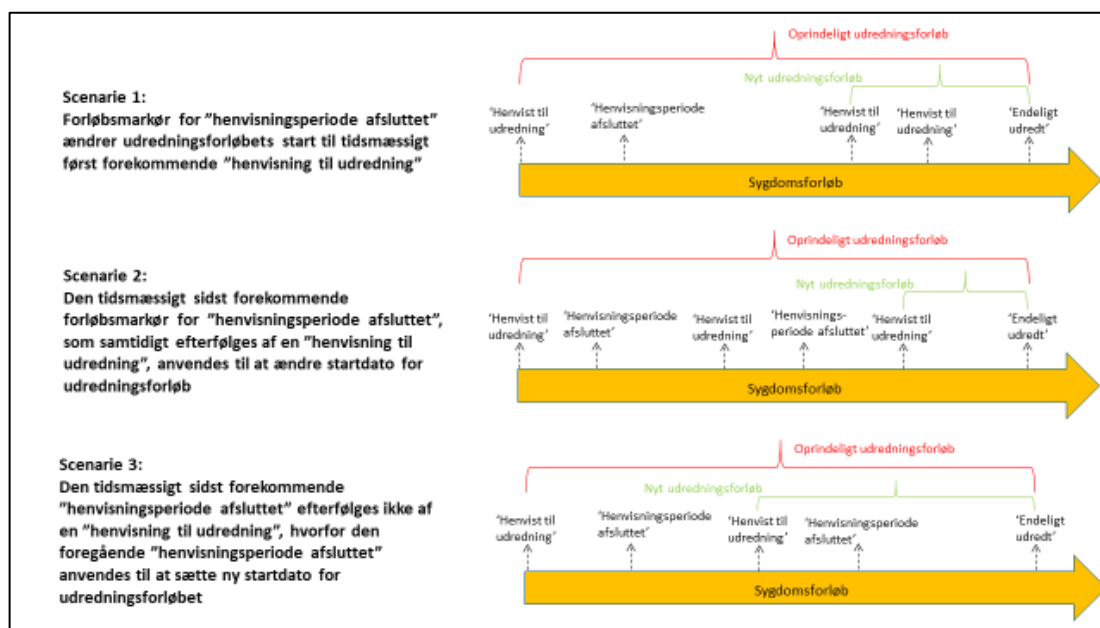 Scenarie 1:
Forløbsmarkør for ”henvisningsperiode afsluttet”
ændrer udredningsforløbets start til tidsmæssigt
først forekommende ”henvisning til udredning”
Oprindeligt udredningsforløb
Nyt udredningsforløb
‘Henvist til
udredning’
‘Henvisningsperiode
afsluttet’
‘Henvist til
udredning’
‘Henvist til
udredning’
‘Endeligt
udredt’
Sygdomsforløb
Scenarie 2:
Den tidsmæssigt sidst forekommende
forløbsmarkør for ”henvisningsperiode afsluttet”,
som samtidigt efterfølges af en ”henvisning til
udredning”, anvendes til at ændre startdato for
udredningsforløb
Oprindeligt udredningsforløb
Nyt udredningsforløb
‘Henvist til
udredning’
‘Henvisningsperiode
afsluttet’
‘Henvist til
udredning’
‘Henvisnings-
periode afsluttet’
‘Henvist til
udredning’
‘Endeligt
udredt’
Sygdomsforløb
Scenarie 3:
Den tidsmæssigt sidst forekommende
”henvisningsperiode afsluttet” efterfølges ikke af
en ”henvisning til udredning”, hvorfor den
foregående ”henvisningsperiode afsluttet”
anvendes til at sætte ny startdato for
udredningsforløbet
Oprindeligt udredningsforløb
Nyt udredningsforløb
‘Henvist til
udredning’
‘Henvisningsperiode
afsluttet’
‘Henvist til
udredning’
‘Henvisningsperiode
afsluttet’
‘Endeligt
udredt’
Sygdomsforløb